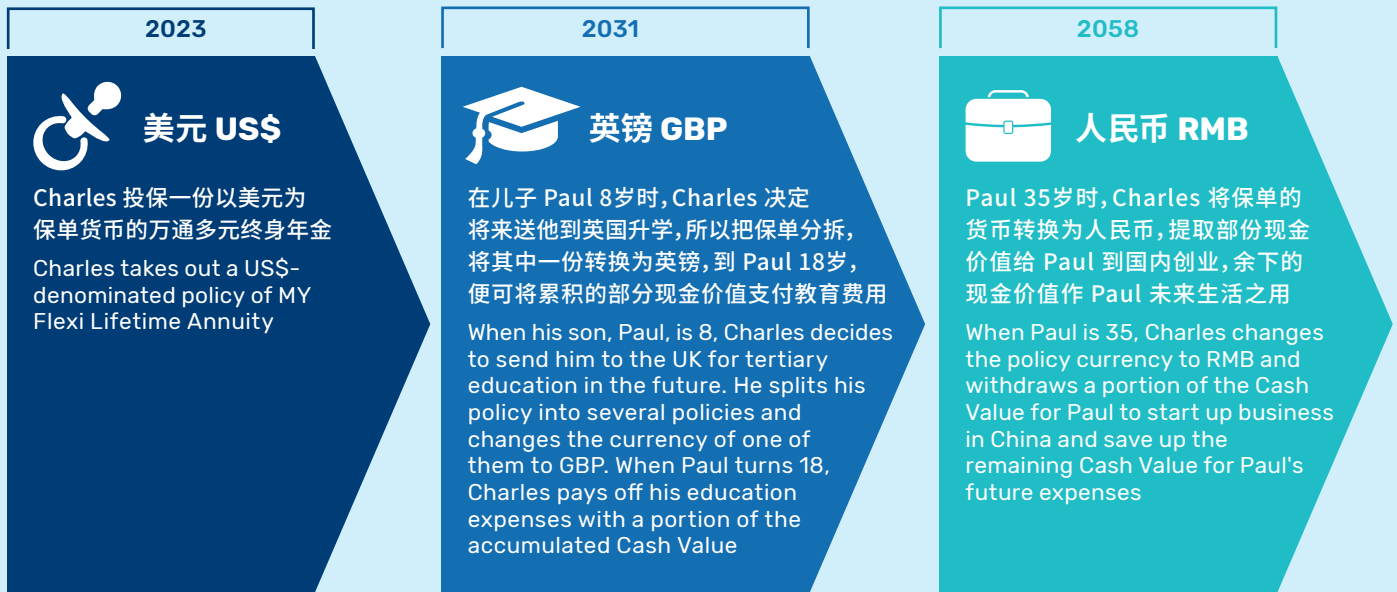 2023
美元 US$
Charles 投保一份以美元为
保单货币的万通多元终身年金
Charles takes out a US$-
denominated policy of MY
Flexi Lifetime Annuity
2031
英镑 GBP
在儿子 Paul 8岁时，Charles 决定
将来送他到英国升学，所以把保单分拆，
将其中一份转换为英镑，到 Paul 18岁，
便可将累积的部分现金价值支付教育费用
When his son, Paul, is 8, Charles decides
to send him to the UK for tertiary
education in the future. He splits his
policy into several policies and
changes the currency of one of
them to GBP. When Paul turns 18,
Charles pays off his education
expenses with a portion of the
accumulated Cash Value
2058
人民币 RMB
Paul 35岁时，Charles 将保单的
货币转换为人民币，提取部份现金
价值给 Paul 到国内创业，余下的
现金价值作 Paul 未来生活之用
When Paul is 35, Charles changes
the policy currency to RMB and
withdraws a portion of the Cash
Value for Paul to start up business
in China and save up the
remaining Cash Value for Paul's
future expenses